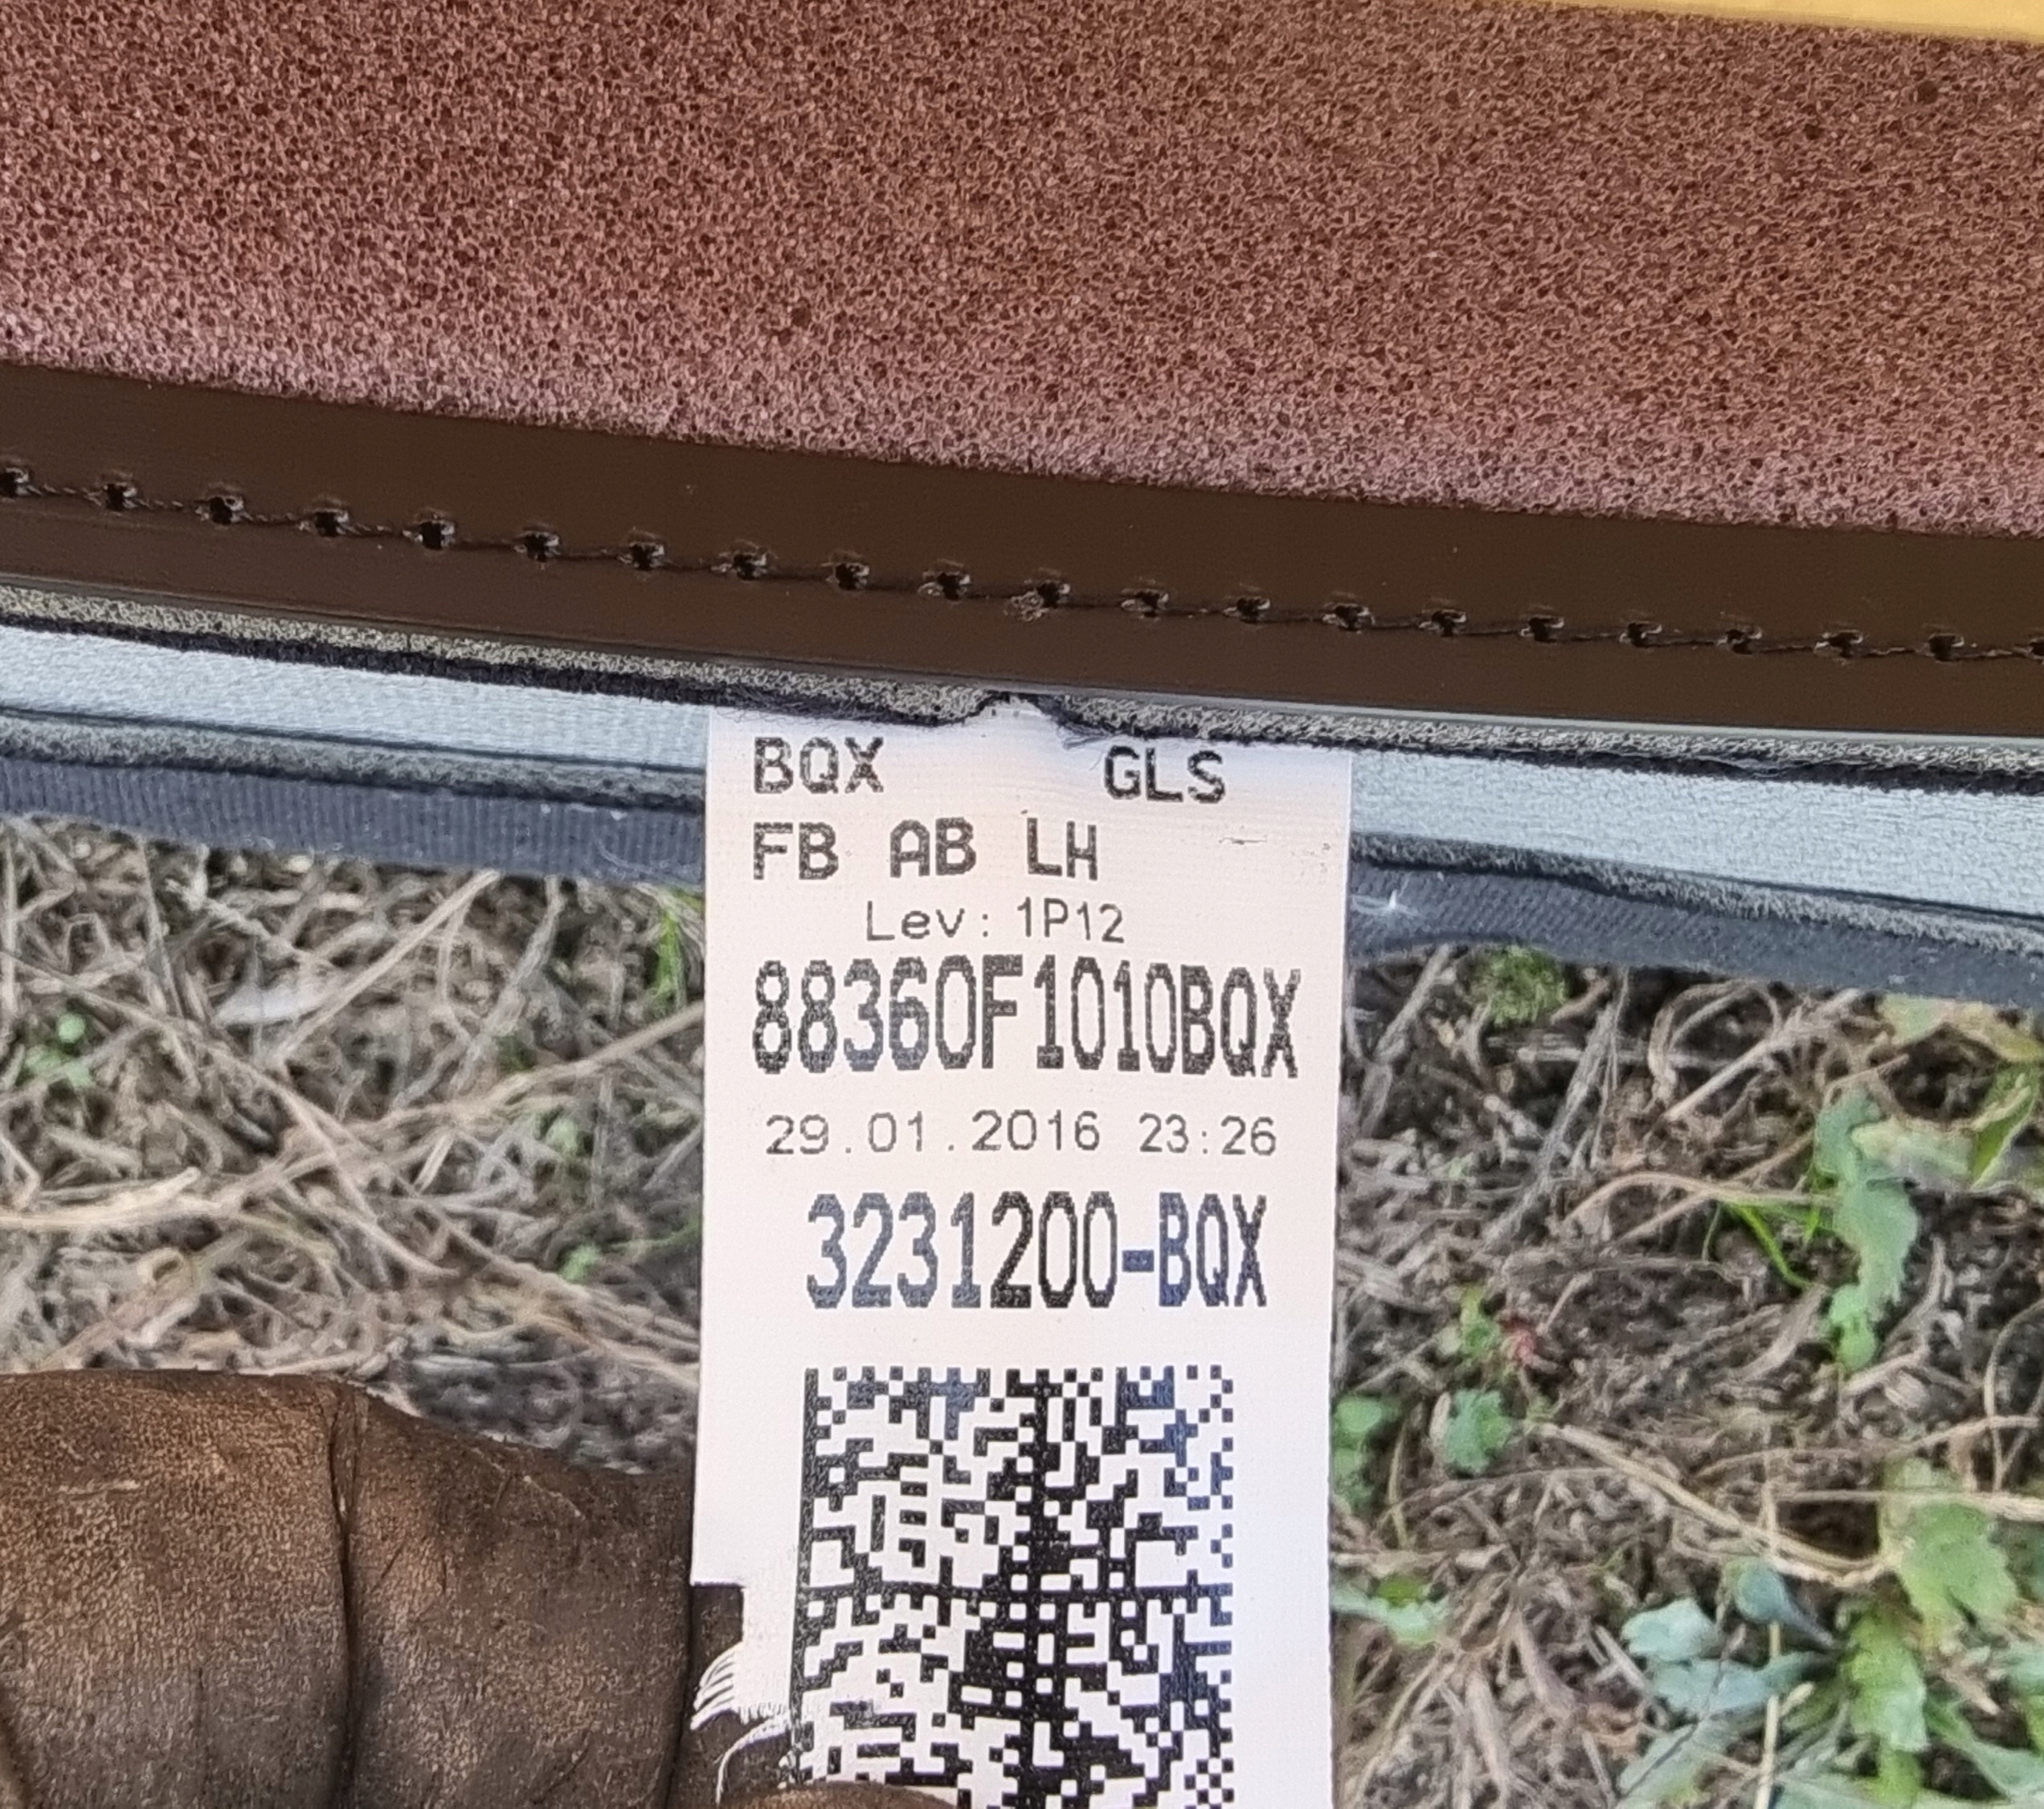 BQX GLS
FB AB LH
Lev: 1P12
88360F1010BQX
29.01.2016 23:26
3231200-BQX